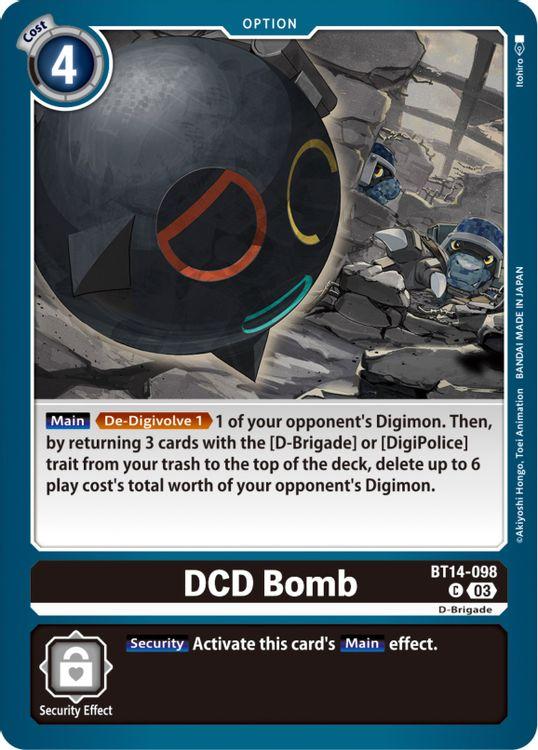 OPTION
Cost
4
Itohiro
D
C
Main De-Digivolve 1 1 of your opponent's Digimon. Then,
by returning 3 cards with the [D-Brigade] or [DigiPolice]
trait from your trash to the top of the deck, delete up to 6
play cost's total worth of your opponent's Digimon.
©Akiyoshi Hongo, Toei Animation BANDAI MADE IN JAPAN
DCD Bomb
BT14-098
C 03
D-Brigade
Security Activate this card's Main effect.
Security Effect